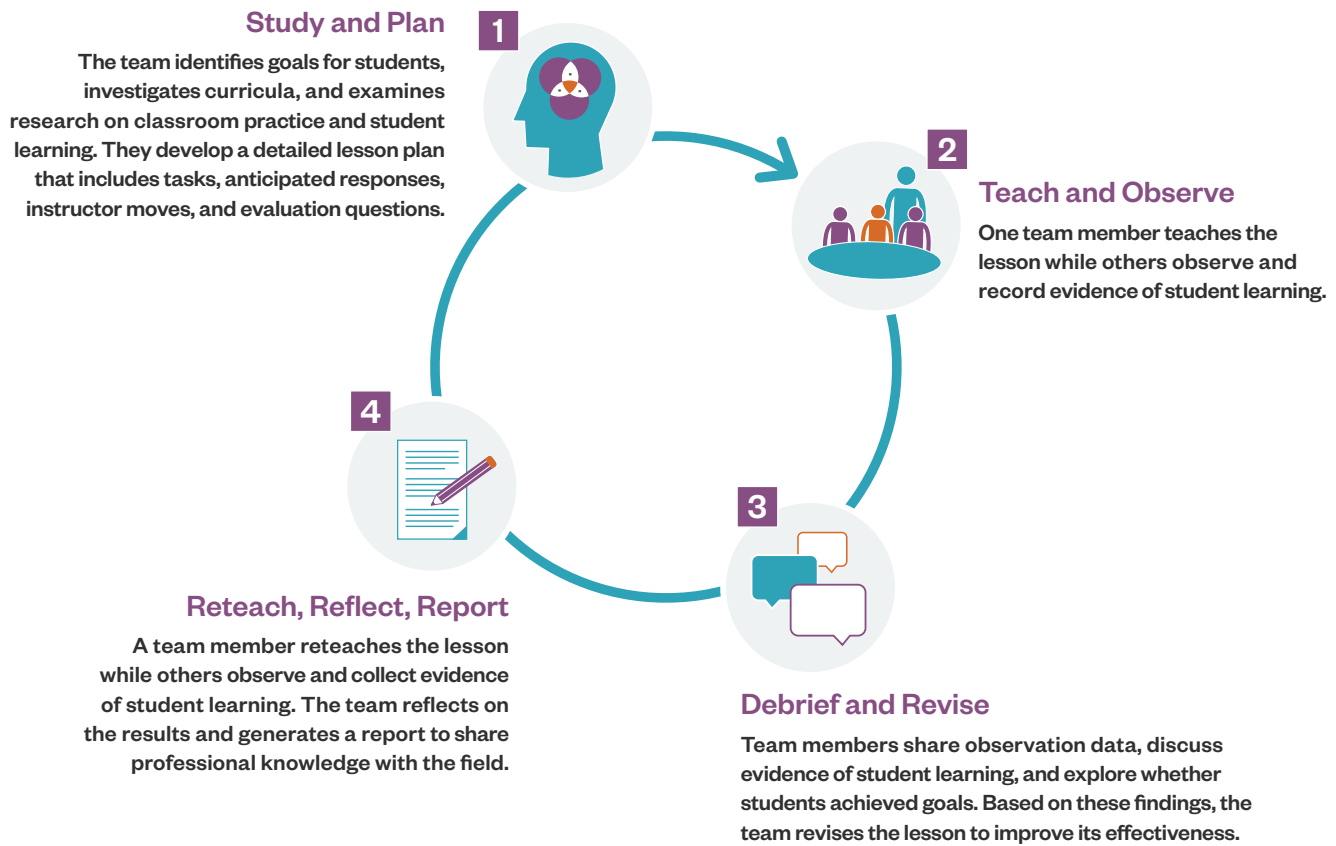 1
Study and Plan
The team identifies goals for students,
investigates curricula, and examines
research on classroom practice and student
learning. They develop a detailed lesson plan
that includes tasks, anticipated responses,
instructor moves, and evaluation questions.
2
Teach and Observe
One team member teaches the
lesson while others observe and
record evidence of student learning.
3
Debrief and Revise
Team members share observation data, discuss
evidence of student learning, and explore whether
students achieved goals. Based on these findings, the
team revises the lesson to improve its effectiveness.
4
Reteach, Reflect, Report
A team member reteaches the lesson
while others observe and collect evidence
of student learning. The team reflects on
the results and generates a report to share
professional knowledge with the field.